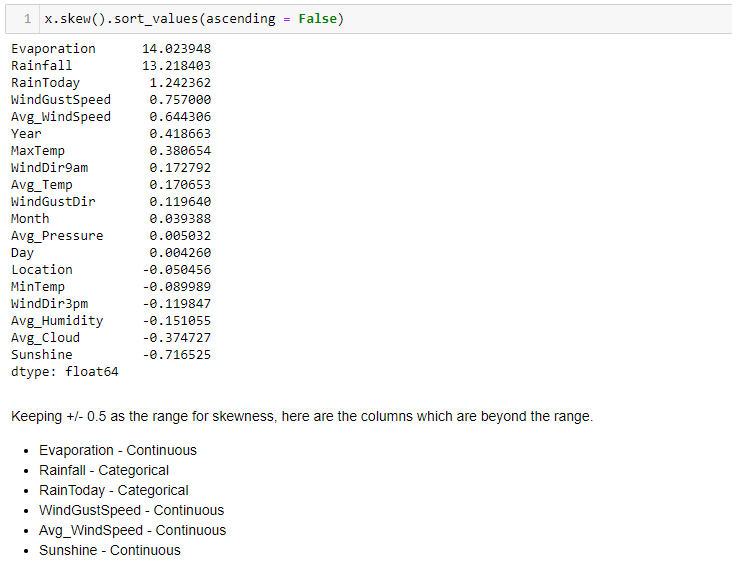 1 x.skew().sort_values(ascending = False)
Evaporation 14.023948
Rainfall 13.218403
RainToday 1.242362
WindGustSpeed 0.757000
Avg_WindSpeed 0.644306
Year 0.418663
MaxTemp 0.380654
WindDir9am 0.172792
Avg_Temp 0.170653
WindGustDir 0.119640
Month 0.039388
Avg_Pressure 0.005032
Day 0.004260
Location -0.050456
MinTemp -0.089989
WindDir3pm -0.119847
Avg_Humidity -0.151055
Avg_Cloud -0.374727
Sunshine -0.716525
dtype: float64
Keeping +/- 0.5 as the range for skewness, here are the columns which are beyond the range.
• Evaporation - Continuous
• Rainfall - Categorical
• RainToday - Categorical
• WindGustSpeed - Continuous
• Avg_WindSpeed - Continuous
• Sunshine - Continuous